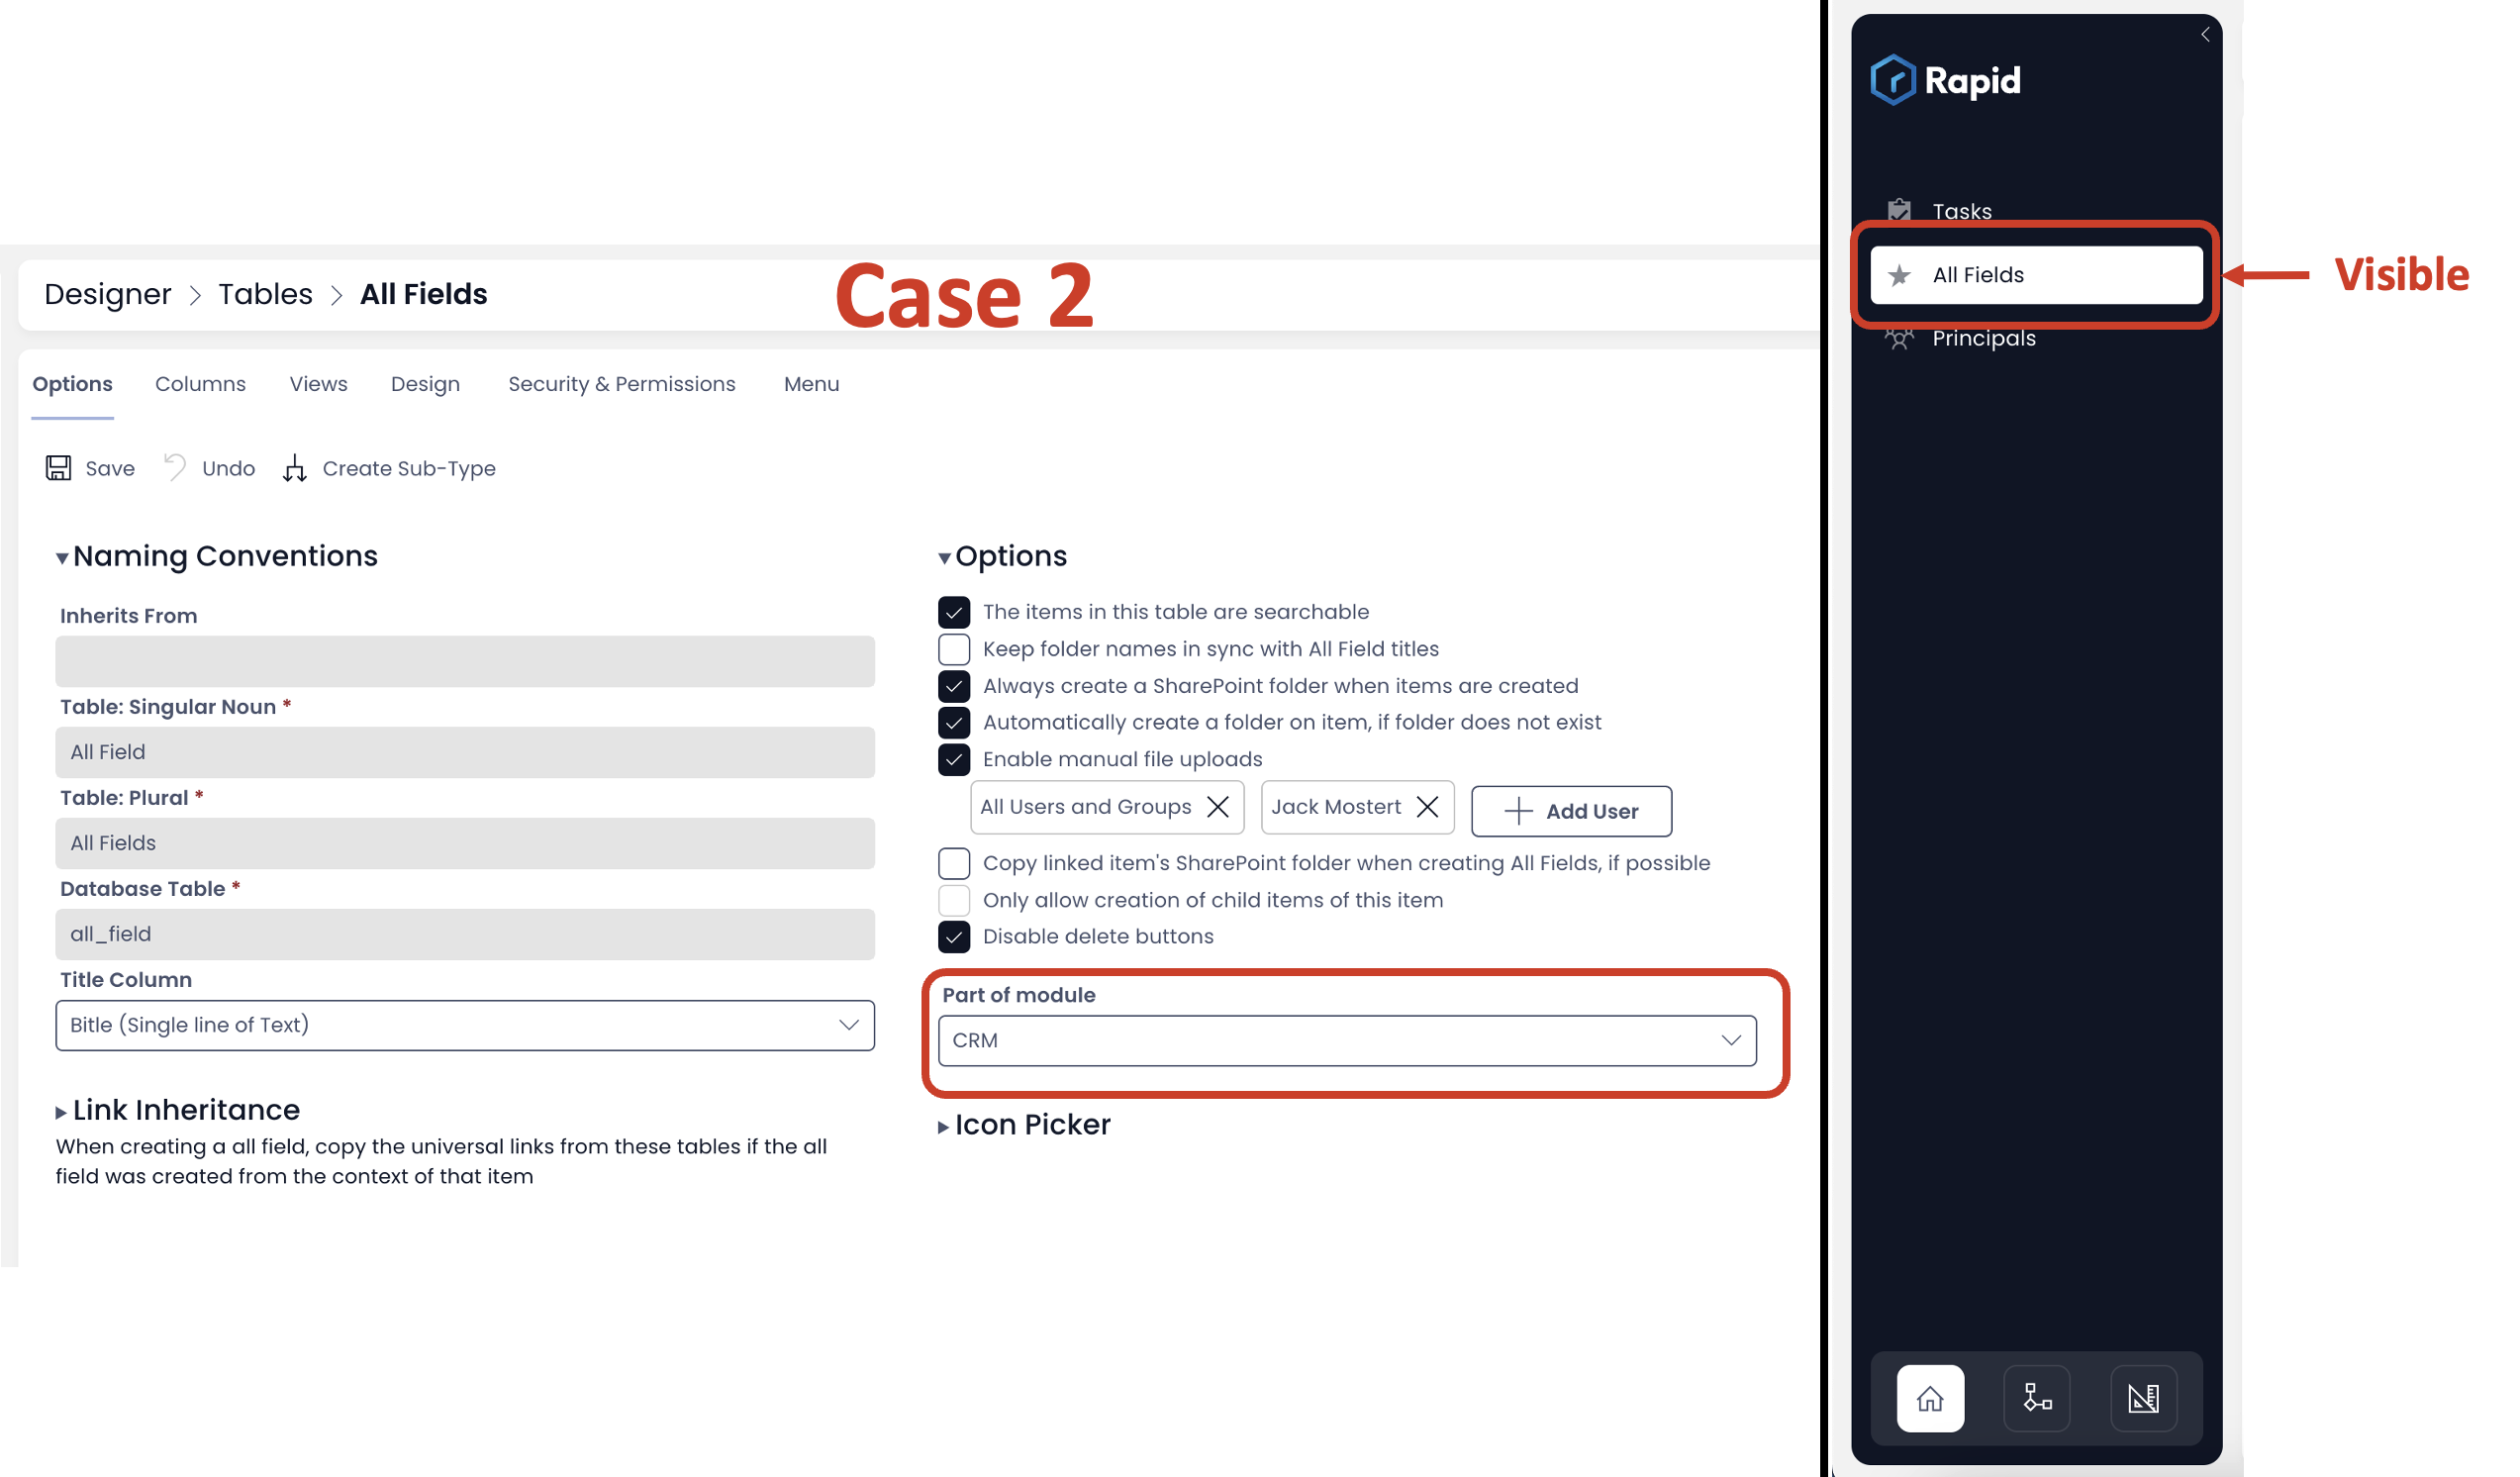 Case 2
Designer > Tables > All Fields
Options Columns Views Design Security & Permissions Menu
Save Undo Create Sub-Type
Naming Conventions
Inherits From
Table: Singular Noun *
All Field
Table: Plural *
All Fields
Database Table *
all_field
Title Column
Bitle (Single line of Text)
Link Inheritance
When creating a all field, copy the universal links from these tables if the all
field was created from the context of that item
Options
The items in this table are searchable
Keep folder names in sync with All Field titles
Always create a SharePoint folder when items are created
Automatically create a folder on item, if folder does not exist
Enable manual file uploads
All Users and Groups Jack Mostert Add User
Copy linked item's SharePoint folder when creating All Fields, if possible
Only allow creation of child items of this item
Disable delete buttons
Part of module
CRM
Icon Picker
Rapid
Tasks
All Fields
Principals
Visible